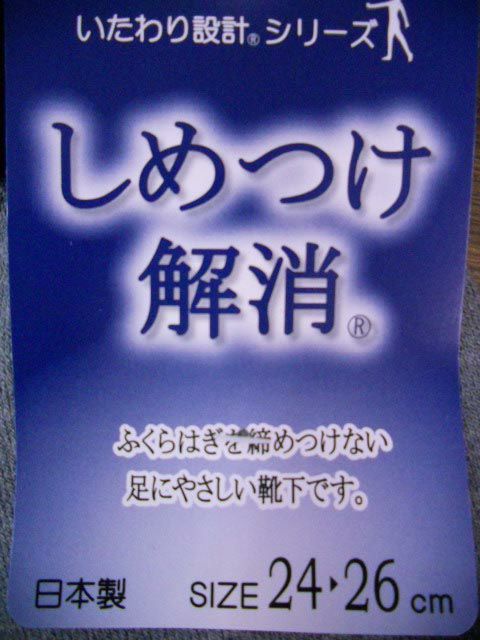 いたわり設計®シリーズ
しめつけ
解消®
ふくらはぎを締めつけない
足にやさしい靴下です。
日本製 SIZE 24▸26 cm